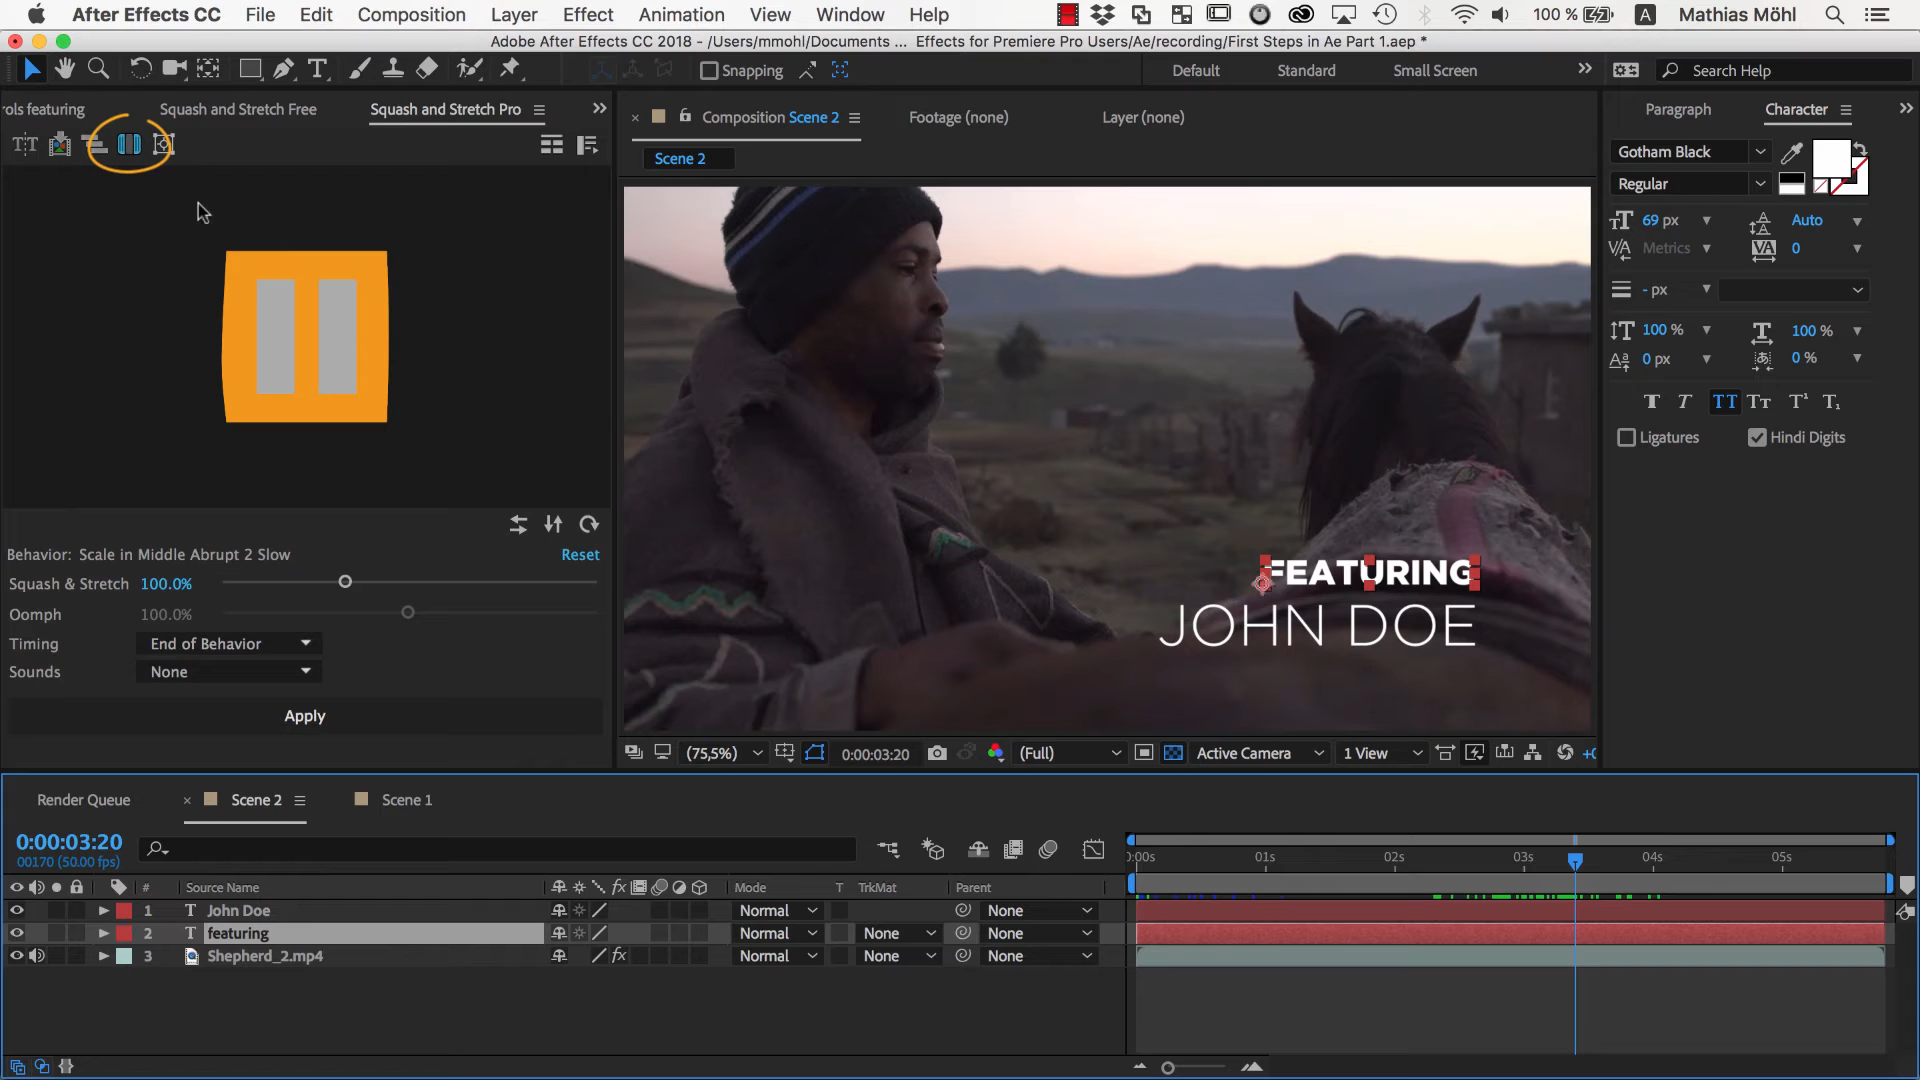 After Effects CC File Edit Composition Layer Effect Animation View Window Help 100 % A Mathias Möhl
Adobe After Effects CC 2018 - /Users/mmohl/Documents ... Effects for Premiere Pro Users/Ae/recording/First Steps in Ae Part 1.aep *
Snapping Default Standard Small Screen Search Help
rols featuring Squash and Stretch Free Squash and Stretch Pro
Composition Scene 2 Footage (none) Layer (none)
Paragraph Character
Scene 2
Gotham Black
Regular
69 px Auto
Metrics 0
- px
100 % 100 %
0 px 0 %
Ligatures Hindi Digits
FEATURING
JOHN DOE
Behavior: Scale in Middle Abrupt 2 Slow Reset
Squash & Stretch 100.0%
Oomph 100.0%
Timing End of Behavior
Sounds None
Apply
(75,5%) 0:00:03:20 (Full) Active Camera 1 View
Render Queue Scene 2 Scene 1
0:00:03:20
00170 (50.00 fps)
0:00s 01s 02s 03s 04s 05s
# Source Name fx Mode T TrkMat Parent
1 T John Doe Normal None
2 T featuring Normal None None
3 Shepherd_2.mp4 fx Normal None None